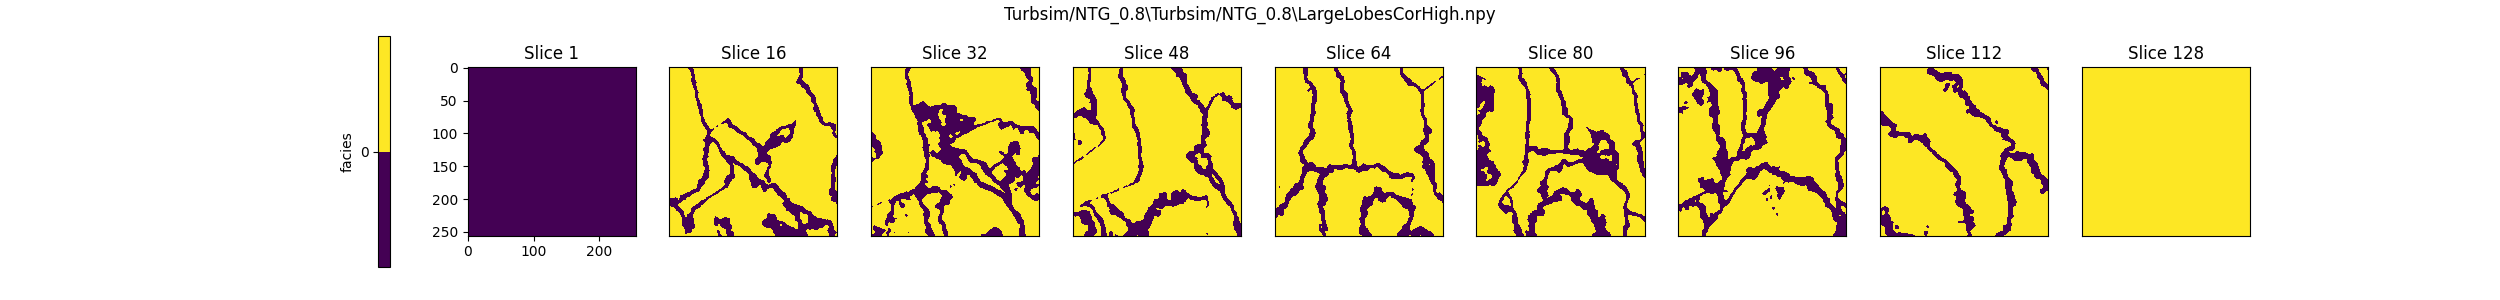 Turbsim/NTG_0.8\Turbsim/NTG_0.8\LargeLobesCorHigh.npy
Slice 1
Slice 16
Slice 32
Slice 48
Slice 64
Slice 80
Slice 96
Slice 112
Slice 128
facies
0
0
50
100
150
200
250
0
100
200